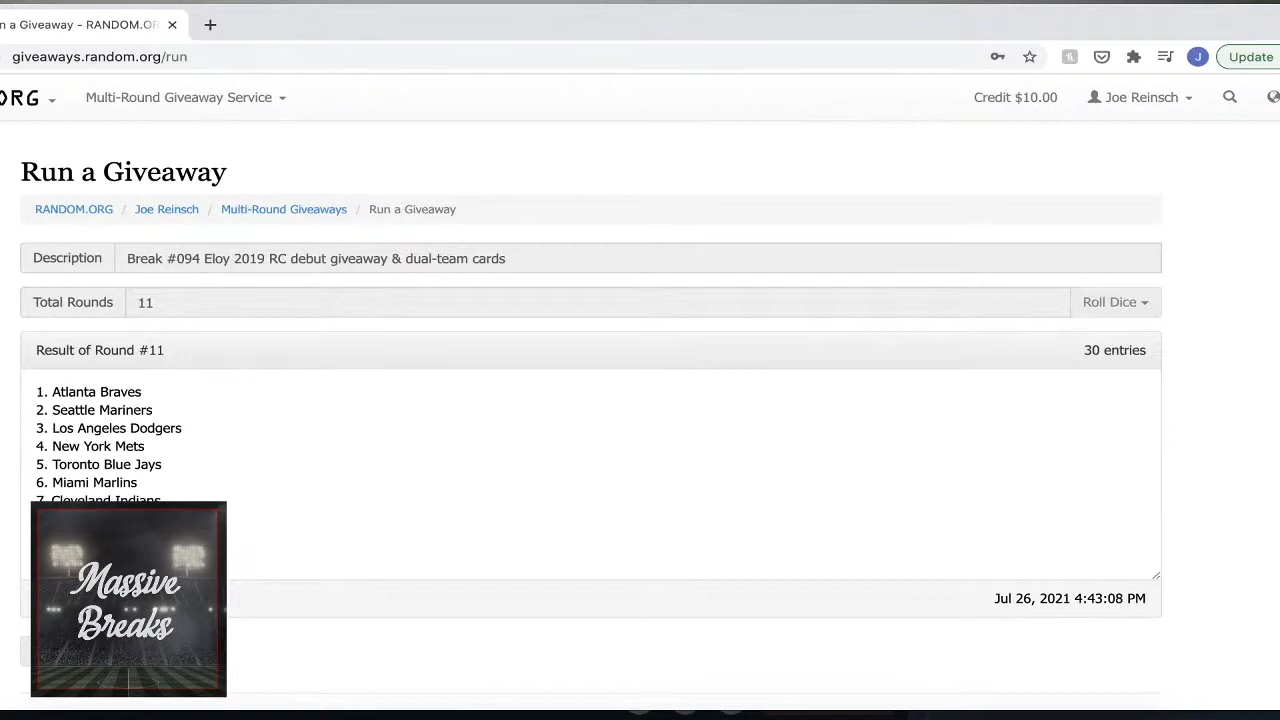 n a Giveaway - RANDOM.OR
giveaways.random.org/run
J
Update
ORG
Multi-Round Giveaway Service
Credit $10.00
Joe Reinsch
Run a Giveaway
RANDOM.ORG / Joe Reinsch / Multi-Round Giveaways / Run a Giveaway
Description
Break #094 Eloy 2019 RC debut giveaway & dual-team cards
Total Rounds
11
Roll Dice
Result of Round #11
30 entries
1. Atlanta Braves
2. Seattle Mariners
3. Los Angeles Dodgers
4. New York Mets
5. Toronto Blue Jays
6. Miami Marlins
7. Cleveland Indians
Massive
Breaks
Jul 26, 2021 4:43:08 PM